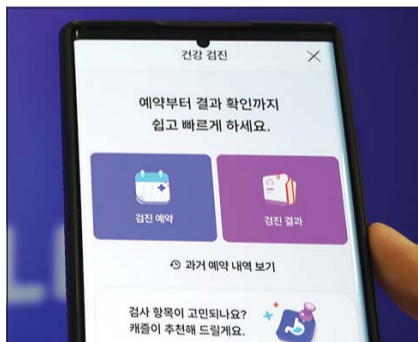 건강 검진
예약부터 결과 확인까지
쉽고 빠르게 하세요.
검진 예약
검진 결과
과거 예약 내역 보기
검사 항목이 고민되나요?
캐즐이 추천해 드릴게요.